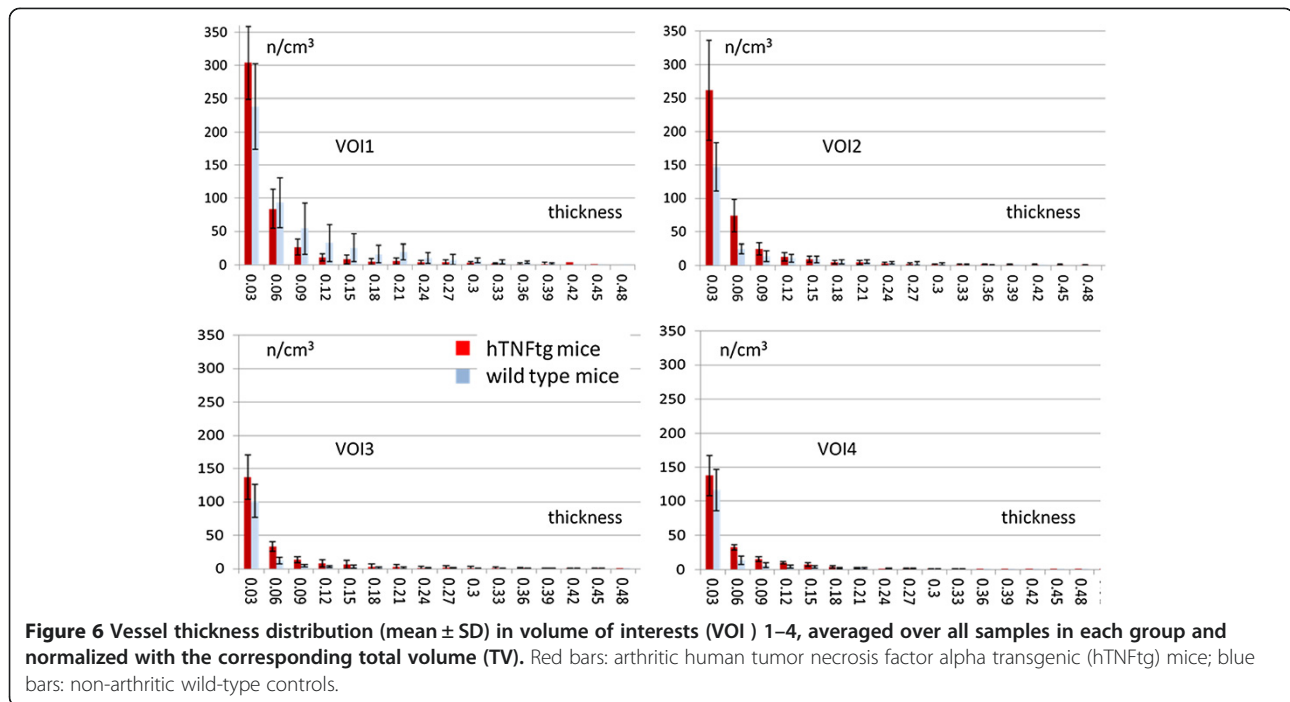 350 n/cm³
300
250
200
150 VOI1
100
50 thickness
0
0.03 0.06 0.09 0.12 0.15 0.18 0.21 0.24 0.27 0.3 0.33 0.36 0.39 0.42 0.45 0.48
350 n/cm³
300
250
200
150 VOI2
100
50 thickness
0
0.03 0.06 0.09 0.12 0.15 0.18 0.21 0.24 0.27 0.3 0.33 0.36 0.39 0.42 0.45 0.48
350 n/cm³ hTNFtg mice
300 wild type mice
250
200
150 VOI3
100
50 thickness
0
0.03 0.06 0.09 0.12 0.15 0.18 0.21 0.24 0.27 0.3 0.33 0.36 0.39 0.42 0.45 0.48
350 n/cm³
300
250
200
150 VOI4
100
50 thickness
0
0.03 0.06 0.09 0.12 0.15 0.18 0.21 0.24 0.27 0.3 0.33 0.36 0.39 0.42 0.45 0.48
Figure 6 Vessel thickness distribution (mean ± SD) in volume of interests (VOI ) 1–4, averaged over all samples in each group and
normalized with the corresponding total volume (TV). Red bars: arthritic human tumor necrosis factor alpha transgenic (hTNFtg) mice; blue
bars: non-arthritic wild-type controls.